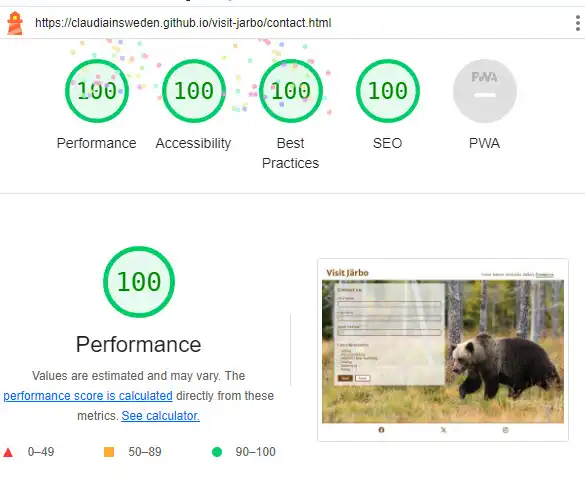 https://claudiainsweden.github.io/visit-jarbo/contact.html
100 100 100 100 PWA
Performance Accessibility Best Practices SEO PWA
100
Performance
Values are estimated and may vary. The
performance score is calculated directly from these
metrics. See calculator.
0–49 50–89 90–100
Visit Järbo
Contact us